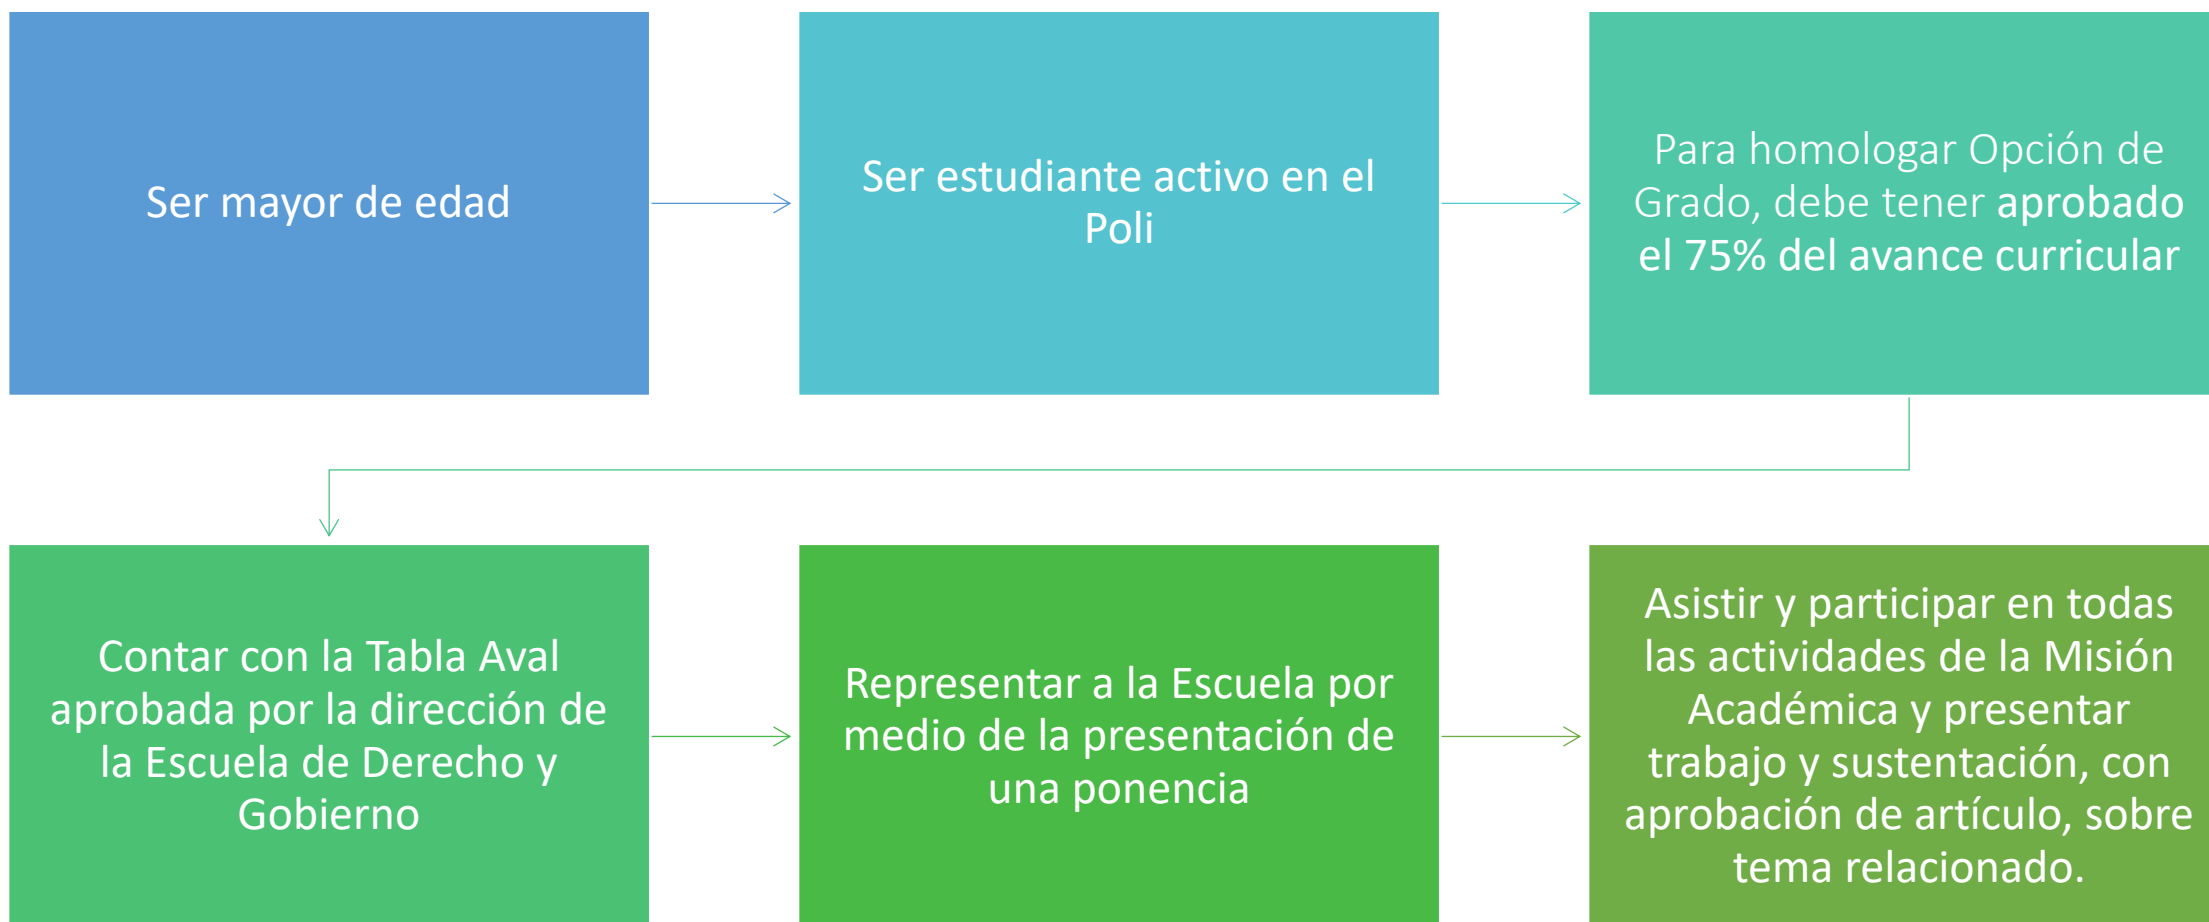 Ser mayor de edad
Ser estudiante activo en el
Poli
Para homologar Opción de
Grado, debe tener aprobado
el 75% del avance curricular
Contar con la Tabla Aval
aprobada por la dirección de
la Escuela de Derecho y
Gobierno
Representar a la Escuela por
medio de la presentación de
una ponencia
Asistir y participar en todas
las actividades de la Misión
Académica y presentar
trabajo y sustentación, con
aprobación de artículo, sobre
tema relacionado.